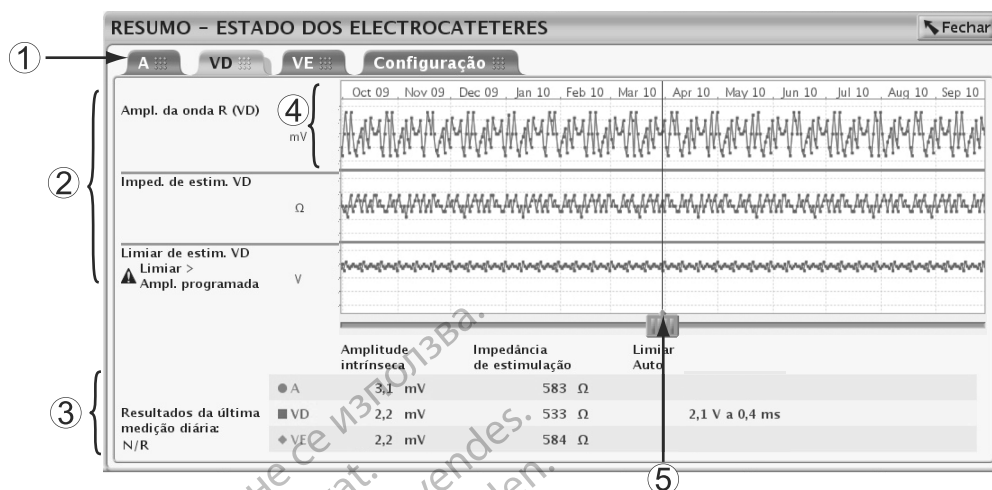 RESUMO – ESTADO DOS ELECTROCATETERES
Fechar
1
A VD VE Configuração
Oct 09 Nov 09 Dec 09 Jan 10 Feb 10 Mar 10 Apr 10 May 10 Jun 10 Jul 10 Aug 10 Sep 10
2
Ampl. da onda R (VD)
4
mV
Imped. de estim. VD
Ω
Limiar de estim. VD
Limiar >
Ampl. programada
V
Amplitude intrínseca
Impedância de estimulação
Limiar Auto
3
Resultados da última
medição diária:
N/R
A 3,1 mV 583 Ω
VD 2,2 mV 533 Ω 2,1 V a 0,4 ms
VE 2,2 mV 584 Ω
5
не се използва.